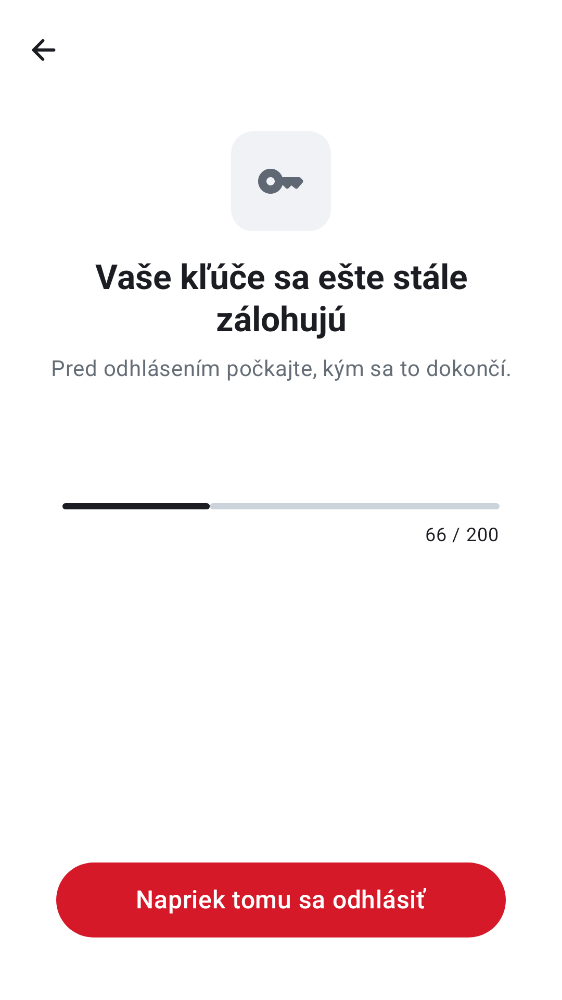 Vaše kľúče sa ešte stále
zálohujú
Pred odhlásením počkajte, kým sa to dokončí.
66 / 200
Napriek tomu sa odhlásiť